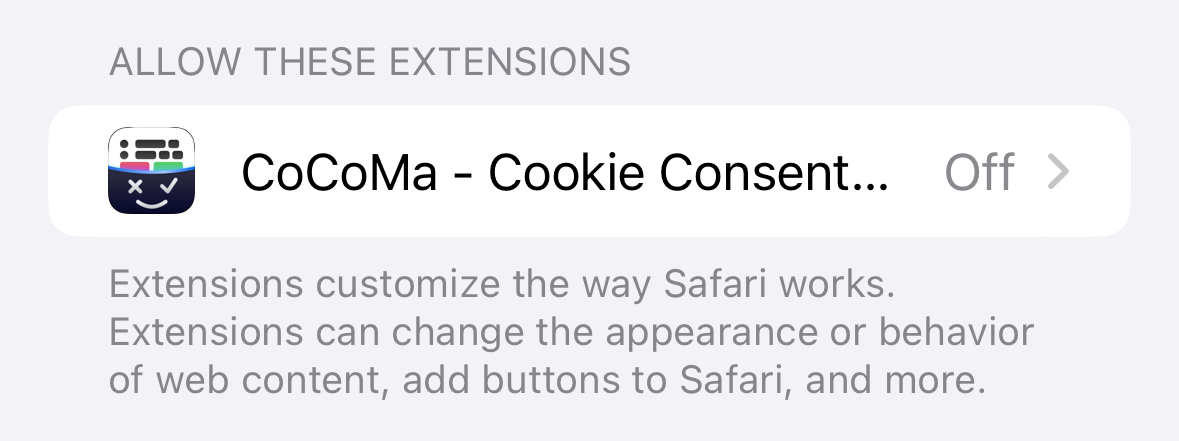 ALLOW THESE EXTENSIONS
CoCoMa - Cookie Consent... Off
Extensions customize the way Safari works.
Extensions can change the appearance or behavior
of web content, add buttons to Safari, and more.